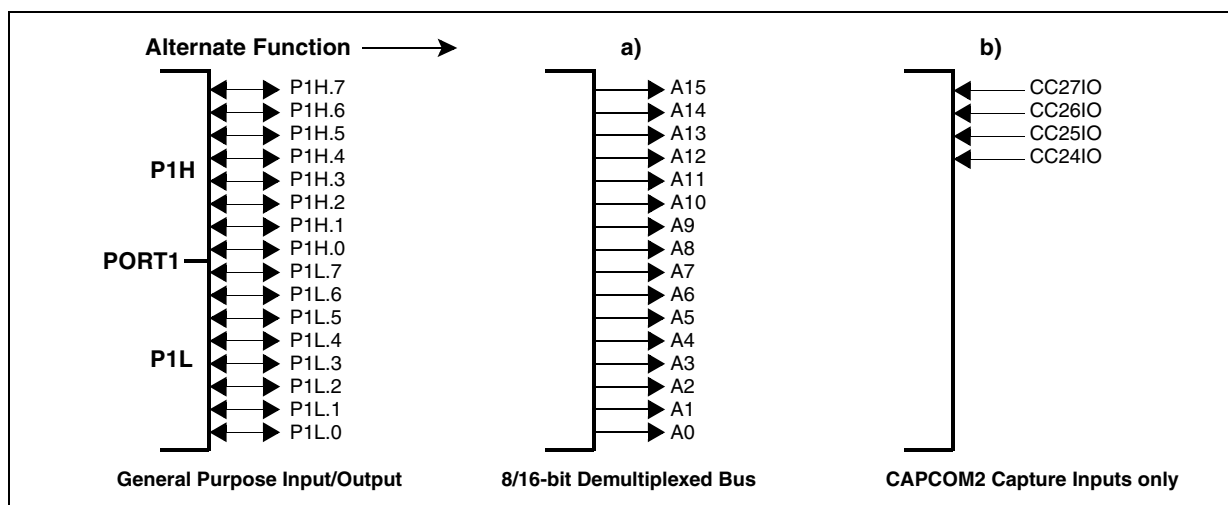 Alternate Function
a)
b)
P1H
PORT1
P1L
P1H.7
P1H.6
P1H.5
P1H.4
P1H.3
P1H.2
P1H.1
P1H.0
P1L.7
P1L.6
P1L.5
P1L.4
P1L.3
P1L.2
P1L.1
P1L.0
A15
A14
A13
A12
A11
A10
A9
A8
A7
A6
A5
A4
A3
A2
A1
A0
CC27IO
CC26IO
CC25IO
CC24IO
General Purpose Input/Output
8/16-bit Demultiplexed Bus
CAPCOM2 Capture Inputs only